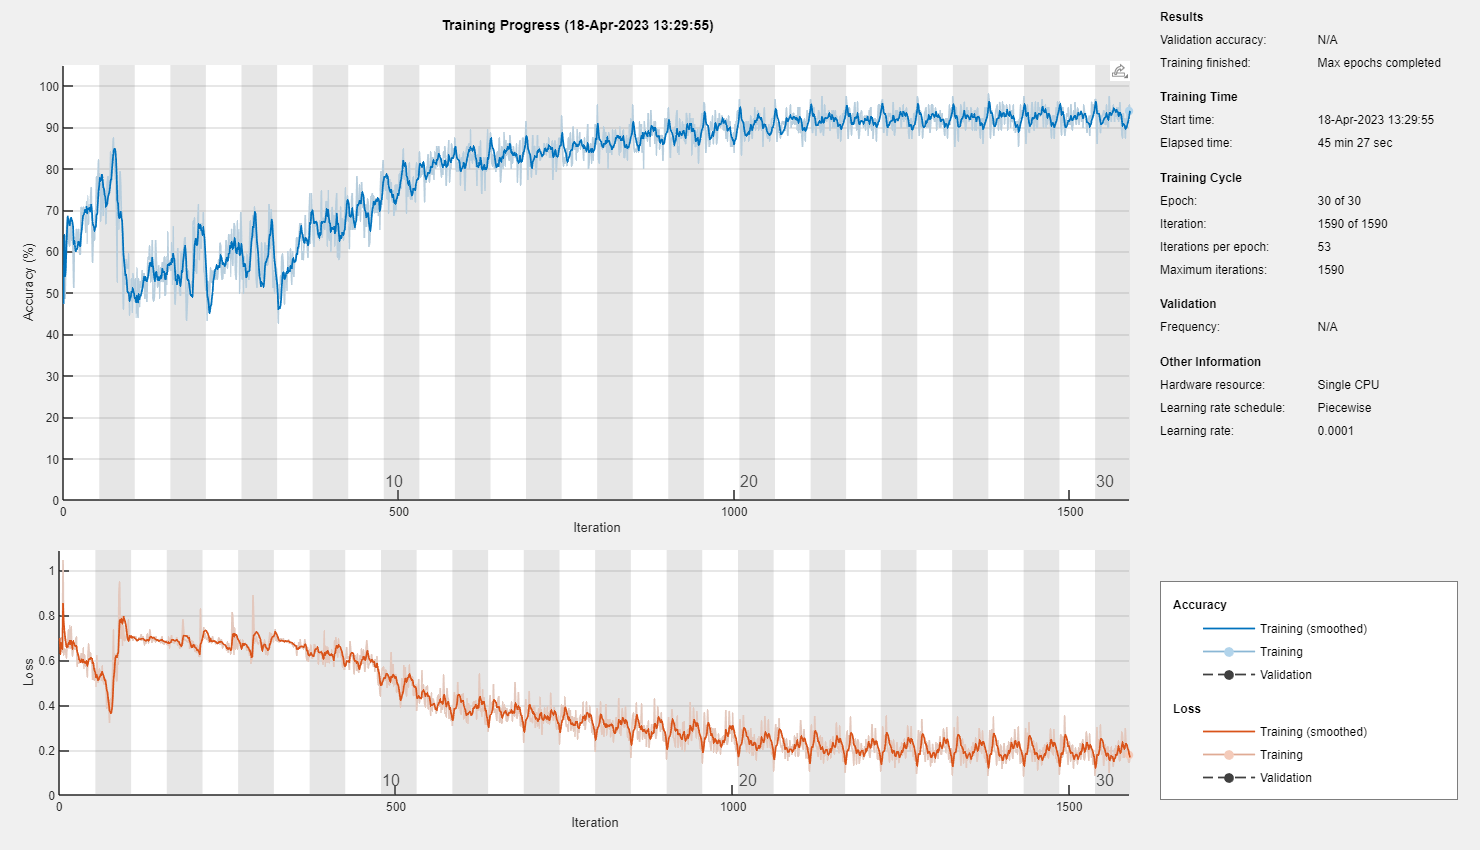 Training Progress (18-Apr-2023 13:29:55)
100
90
80
70
60
50
40
30
20
10
0
Accuracy (%)
10
20
30
0
500
1000
1500
Iteration
1
0.8
0.6
0.4
0.2
0
Loss
10
20
30
0
500
1000
1500
Iteration
Results
Validation accuracy: N/A
Training finished: Max epochs completed
Training Time
Start time: 18-Apr-2023 13:29:55
Elapsed time: 45 min 27 sec
Training Cycle
Epoch: 30 of 30
Iteration: 1590 of 1590
Iterations per epoch: 53
Maximum iterations: 1590
Validation
Frequency: N/A
Other Information
Hardware resource: Single CPU
Learning rate schedule: Piecewise
Learning rate: 0.0001
Accuracy
Training (smoothed)
Training
Validation
Loss
Training (smoothed)
Training
Validation